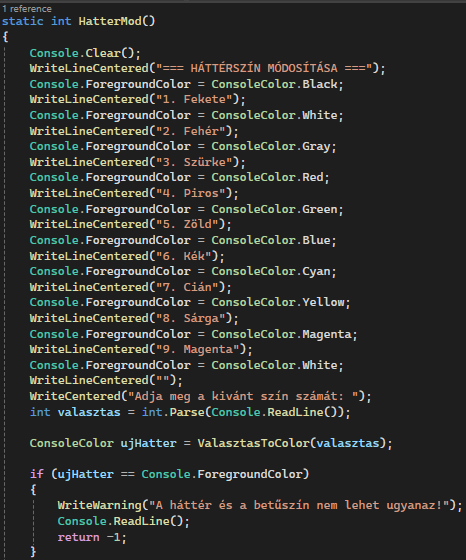 1 reference
static int HatterMod()
{
Console.Clear();
WriteLineCentered("=== HÁTTÉRSZÍN MÓDOSÍTÁSA ===");
Console.ForegroundColor = ConsoleColor.Black;
WriteLineCentered("1. Fekete");
Console.ForegroundColor = ConsoleColor.White;
WriteLineCentered("2. Fehér");
Console.ForegroundColor = ConsoleColor.Gray;
WriteLineCentered("3. Szürke");
Console.ForegroundColor = ConsoleColor.Red;
WriteLineCentered("4. Piros");
Console.ForegroundColor = ConsoleColor.Green;
WriteLineCentered("5. Zöld");
Console.ForegroundColor = ConsoleColor.Blue;
WriteLineCentered("6. Kék");
Console.ForegroundColor = ConsoleColor.Cyan;
WriteLineCentered("7. Cián");
Console.ForegroundColor = ConsoleColor.Yellow;
WriteLineCentered("8. Sárga");
Console.ForegroundColor = ConsoleColor.Magenta;
WriteLineCentered("9. Magenta");
Console.ForegroundColor = ConsoleColor.White;
WriteLineCentered("");
WriteCentered("Adja meg a kívánt szín számát: ");
int valasztas = int.Parse(Console.ReadLine());
ConsoleColor ujHatter = ValasztasToColor(valasztas);
if (ujHatter == Console.ForegroundColor)
{
WriteWarning("A háttér és a betűszín nem lehet ugyanaz!");
Console.ReadLine();
return -1;
}